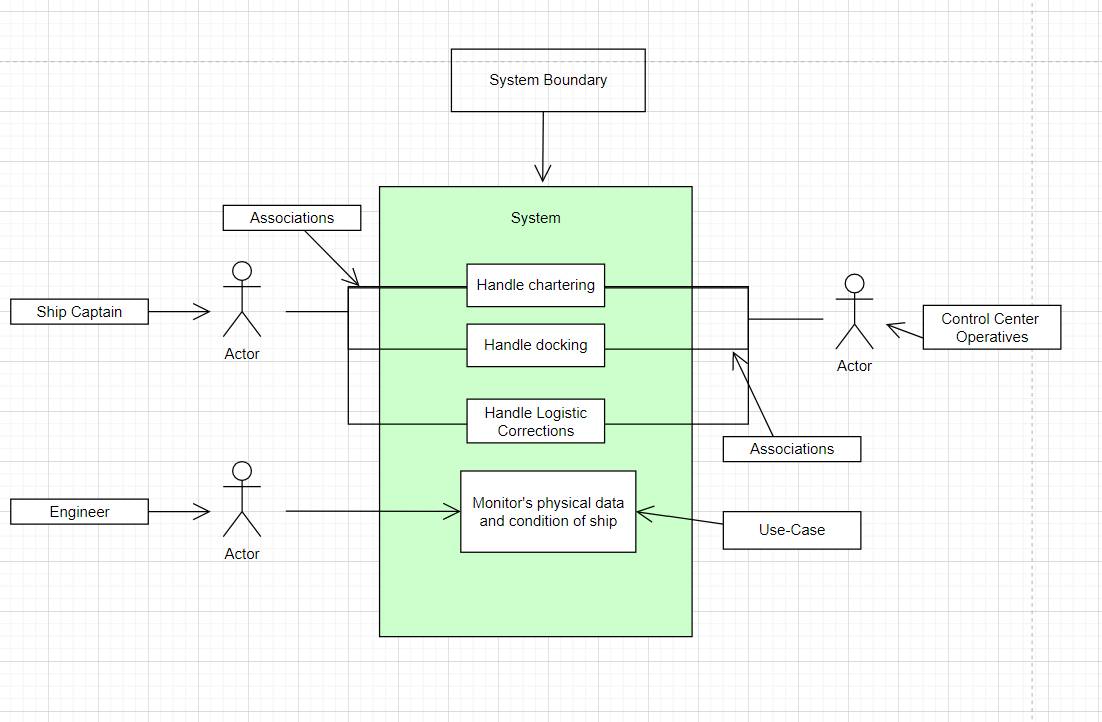 System Boundary
System
Associations
Handle chartering
Ship Captain
Actor
Control Center
Operatives
Actor
Handle docking
Handle Logistic
Corrections
Associations
Engineer
Actor
Monitor's physical data
and condition of ship
Use-Case